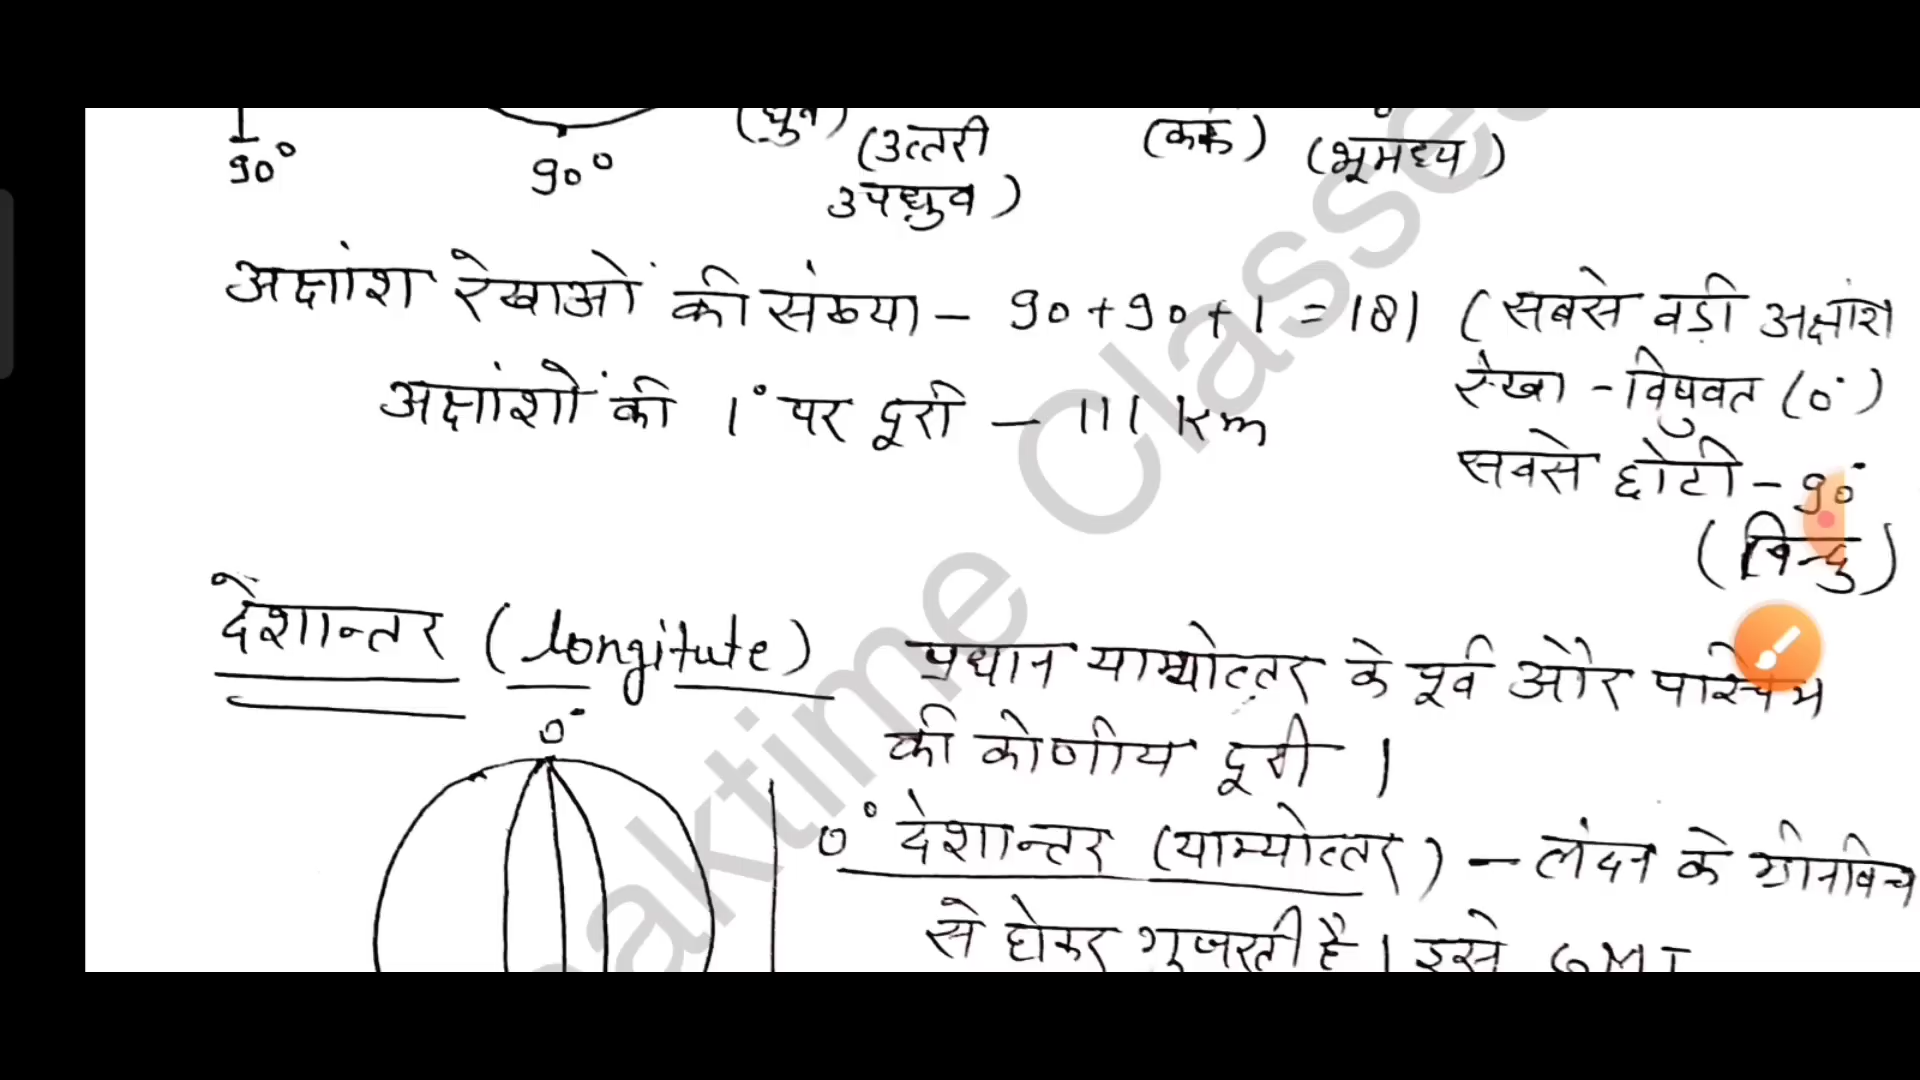 90°
90°
(ध्रुव)
(उत्तरी
उपध्रुव)
(कर्क)
(भूमध्य)
अक्षांश रेखाओं की संख्या - 90 + 90 + 1 = 181 (सबसे बड़ी अक्षांश
रेखा - विषुवत (0°)
अक्षांशों की 1° पर दूरी - 111 km
सबसे छोटी - 90°
(बिन्दु)
देशान्तर (longitute) प्रधान याम्योत्तर के पूर्व और पश्चिम
की कोणीय दूरी ।
0°
0° देशान्तर (याम्योत्तर) - लंदन के ग्रीनविच
से होकर गुजरती है । इसे GMT
aktime Classes